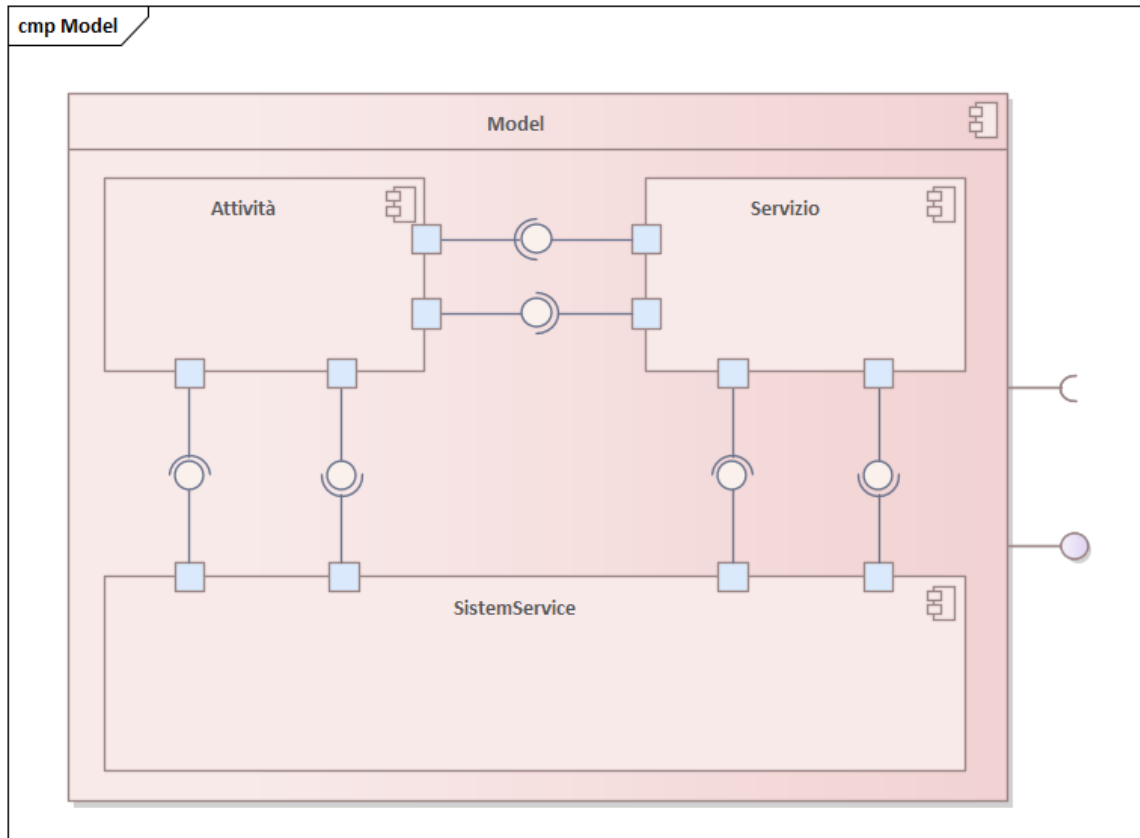 cmp Model
Model
Attività
Servizio
SistemService